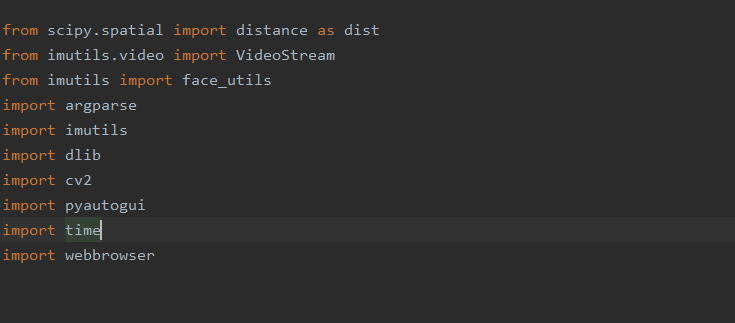 from scipy.spatial import distance as dist
from imutils.video import VideoStream
from imutils import face_utils
import argparse
import imutils
import dlib
import cv2
import pyautogui
import time
import webbrowser